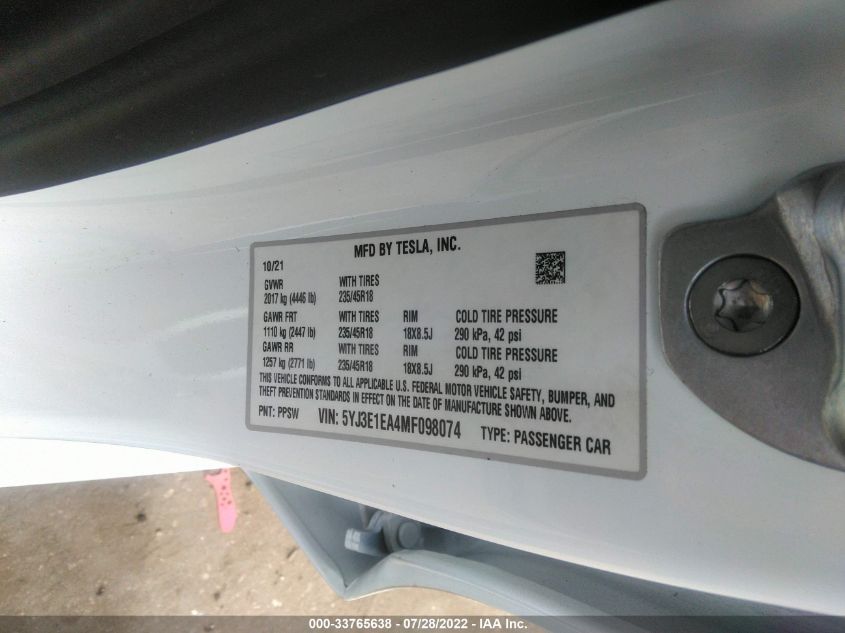 MFD BY TESLA, INC.
10/21
GVWR WITH TIRES
2017 kg (4446 lb) 235/45R18
GAWR FRT WITH TIRES RIM COLD TIRE PRESSURE
1110 kg (2447 lb) 235/45R18 18X8.5J 290 kPa, 42 psi
GAWR RR WITH TIRES RIM COLD TIRE PRESSURE
1257 kg (2771 lb) 235/45R18 18X8.5J 290 kPa, 42 psi
THIS VEHICLE CONFORMS TO ALL APPLICABLE U.S. FEDERAL MOTOR VEHICLE SAFETY, BUMPER, AND
THEFT PREVENTION STANDARDS IN EFFECT ON THE DATE OF MANUFACTURE SHOWN ABOVE.
PNT: PPSW VIN: 5YJ3E1EA4MF098074 TYPE: PASSENGER CAR
000-33765638 - 07/28/2022 - IAA Inc.